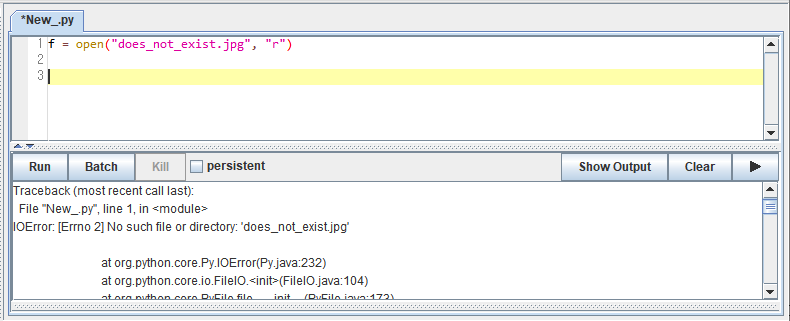 *New_.py
1 f = open("does_not_exist.jpg", "r")
2
3
Run Batch Kill persistent Show Output Clear
Traceback (most recent call last):
File "New_.py", line 1, in <module>
IOError: [Errno 2] No such file or directory: 'does_not_exist.jpg'
at org.python.core.Py.IOError(Py.java:232)
at org.python.core.io.FileIO.<init>(FileIO.java:104)
at org.python.core.PyFile.file___init__(PyFile.java:173)